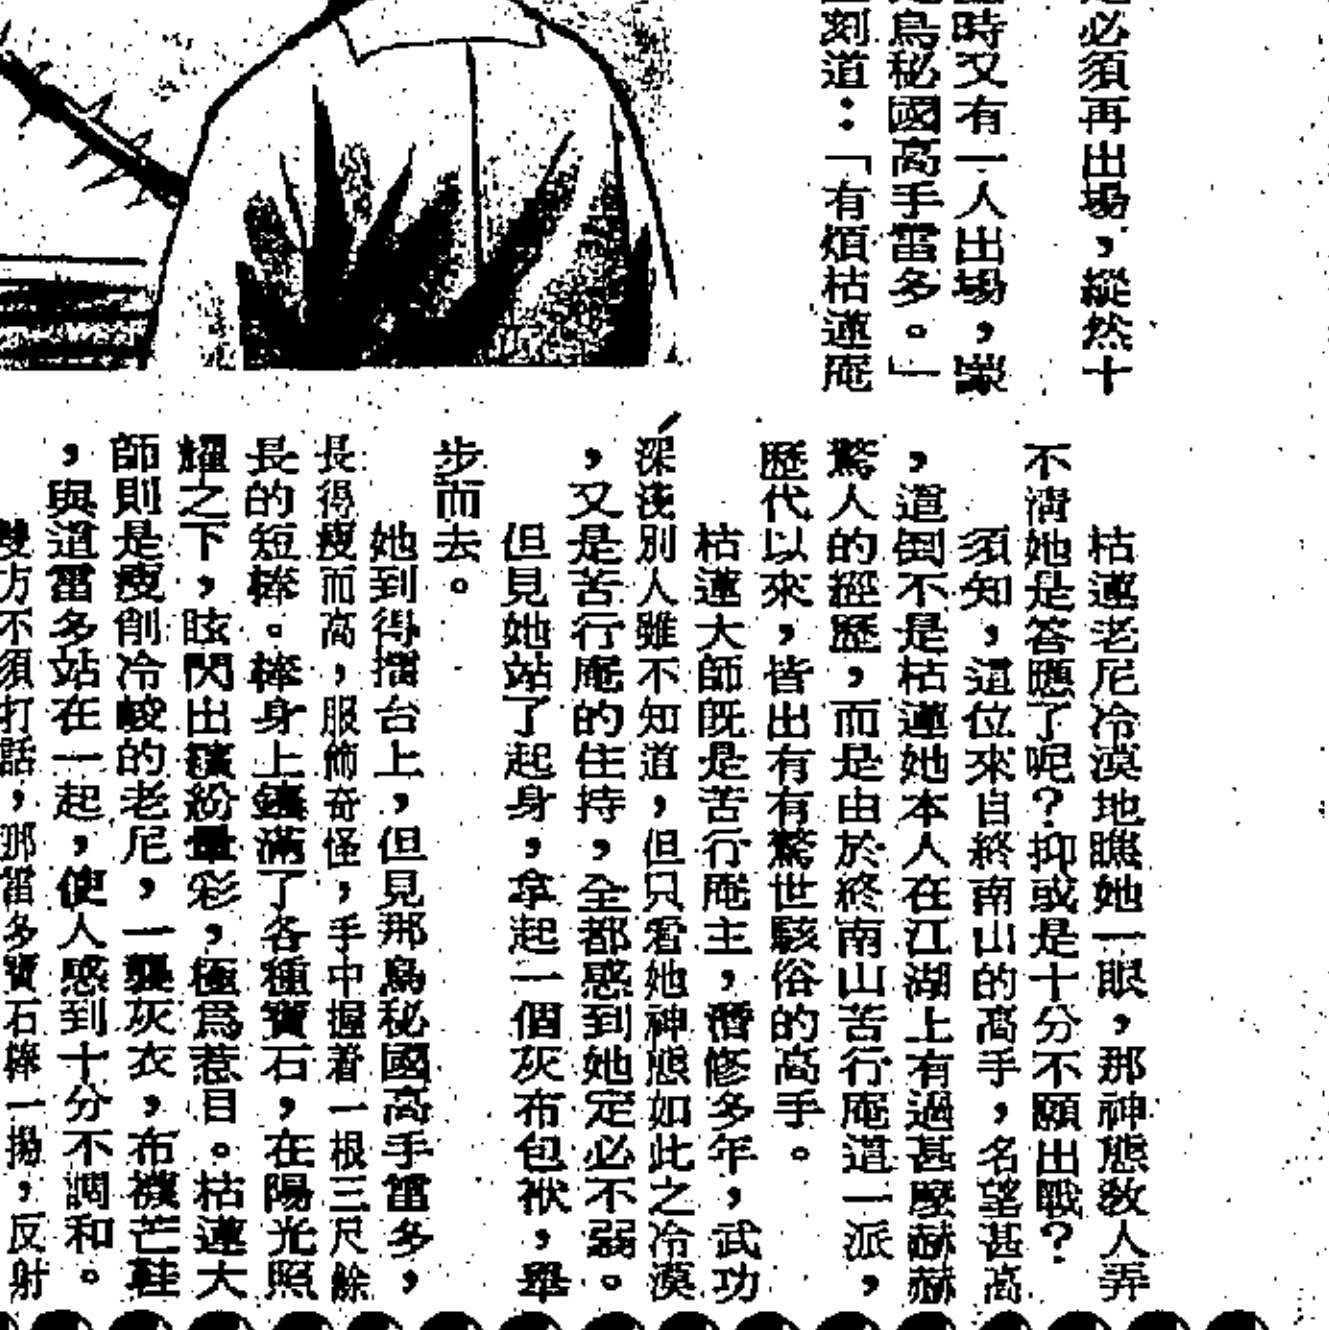 必須再出場，縱然十
時又有一人出場，蒙
烏秘國高手雷多。」
刻道：「有煩枯蓮庵
枯蓮老尼冷漠地瞧她一眼，那神態敎人弄
不淸她是答應了呢？抑或是十分不願出戰？
須知，這位來自終南山的高手，名望甚高
，道倒不是枯蓮她本人在江湖上有過甚麼赫赫
驚人的經歷，而是由於終南山苦行庵這一派，
歷代以來，皆出有有驚世駭俗的高手。
枯蓮大師旣是苦行庵主，潛修多年，武功
深淺別人雖不知道，但只看她神態如此之冷漠
，又是苦行庵的住持，全都感到她定必不弱。
但見她站了起身，拿起一個灰布包袱，舉
步而去。
她到得擂台上，但見那烏秘國高手雷多，
長得瘦而高，服飾奇怪，手中握着一根三尺餘
長的短棒。棒身上鑲滿了各種寶石，在陽光照
耀之下，眩閃出繽紛暈彩，極爲惹目。枯蓮大
師則是瘦削冷峻的老尼，一襲灰衣，布襪芒鞋
，與這雷多站在一起，使人感到十分不調和。
雙方不須打話，那雷多寶石棒一揚，反射